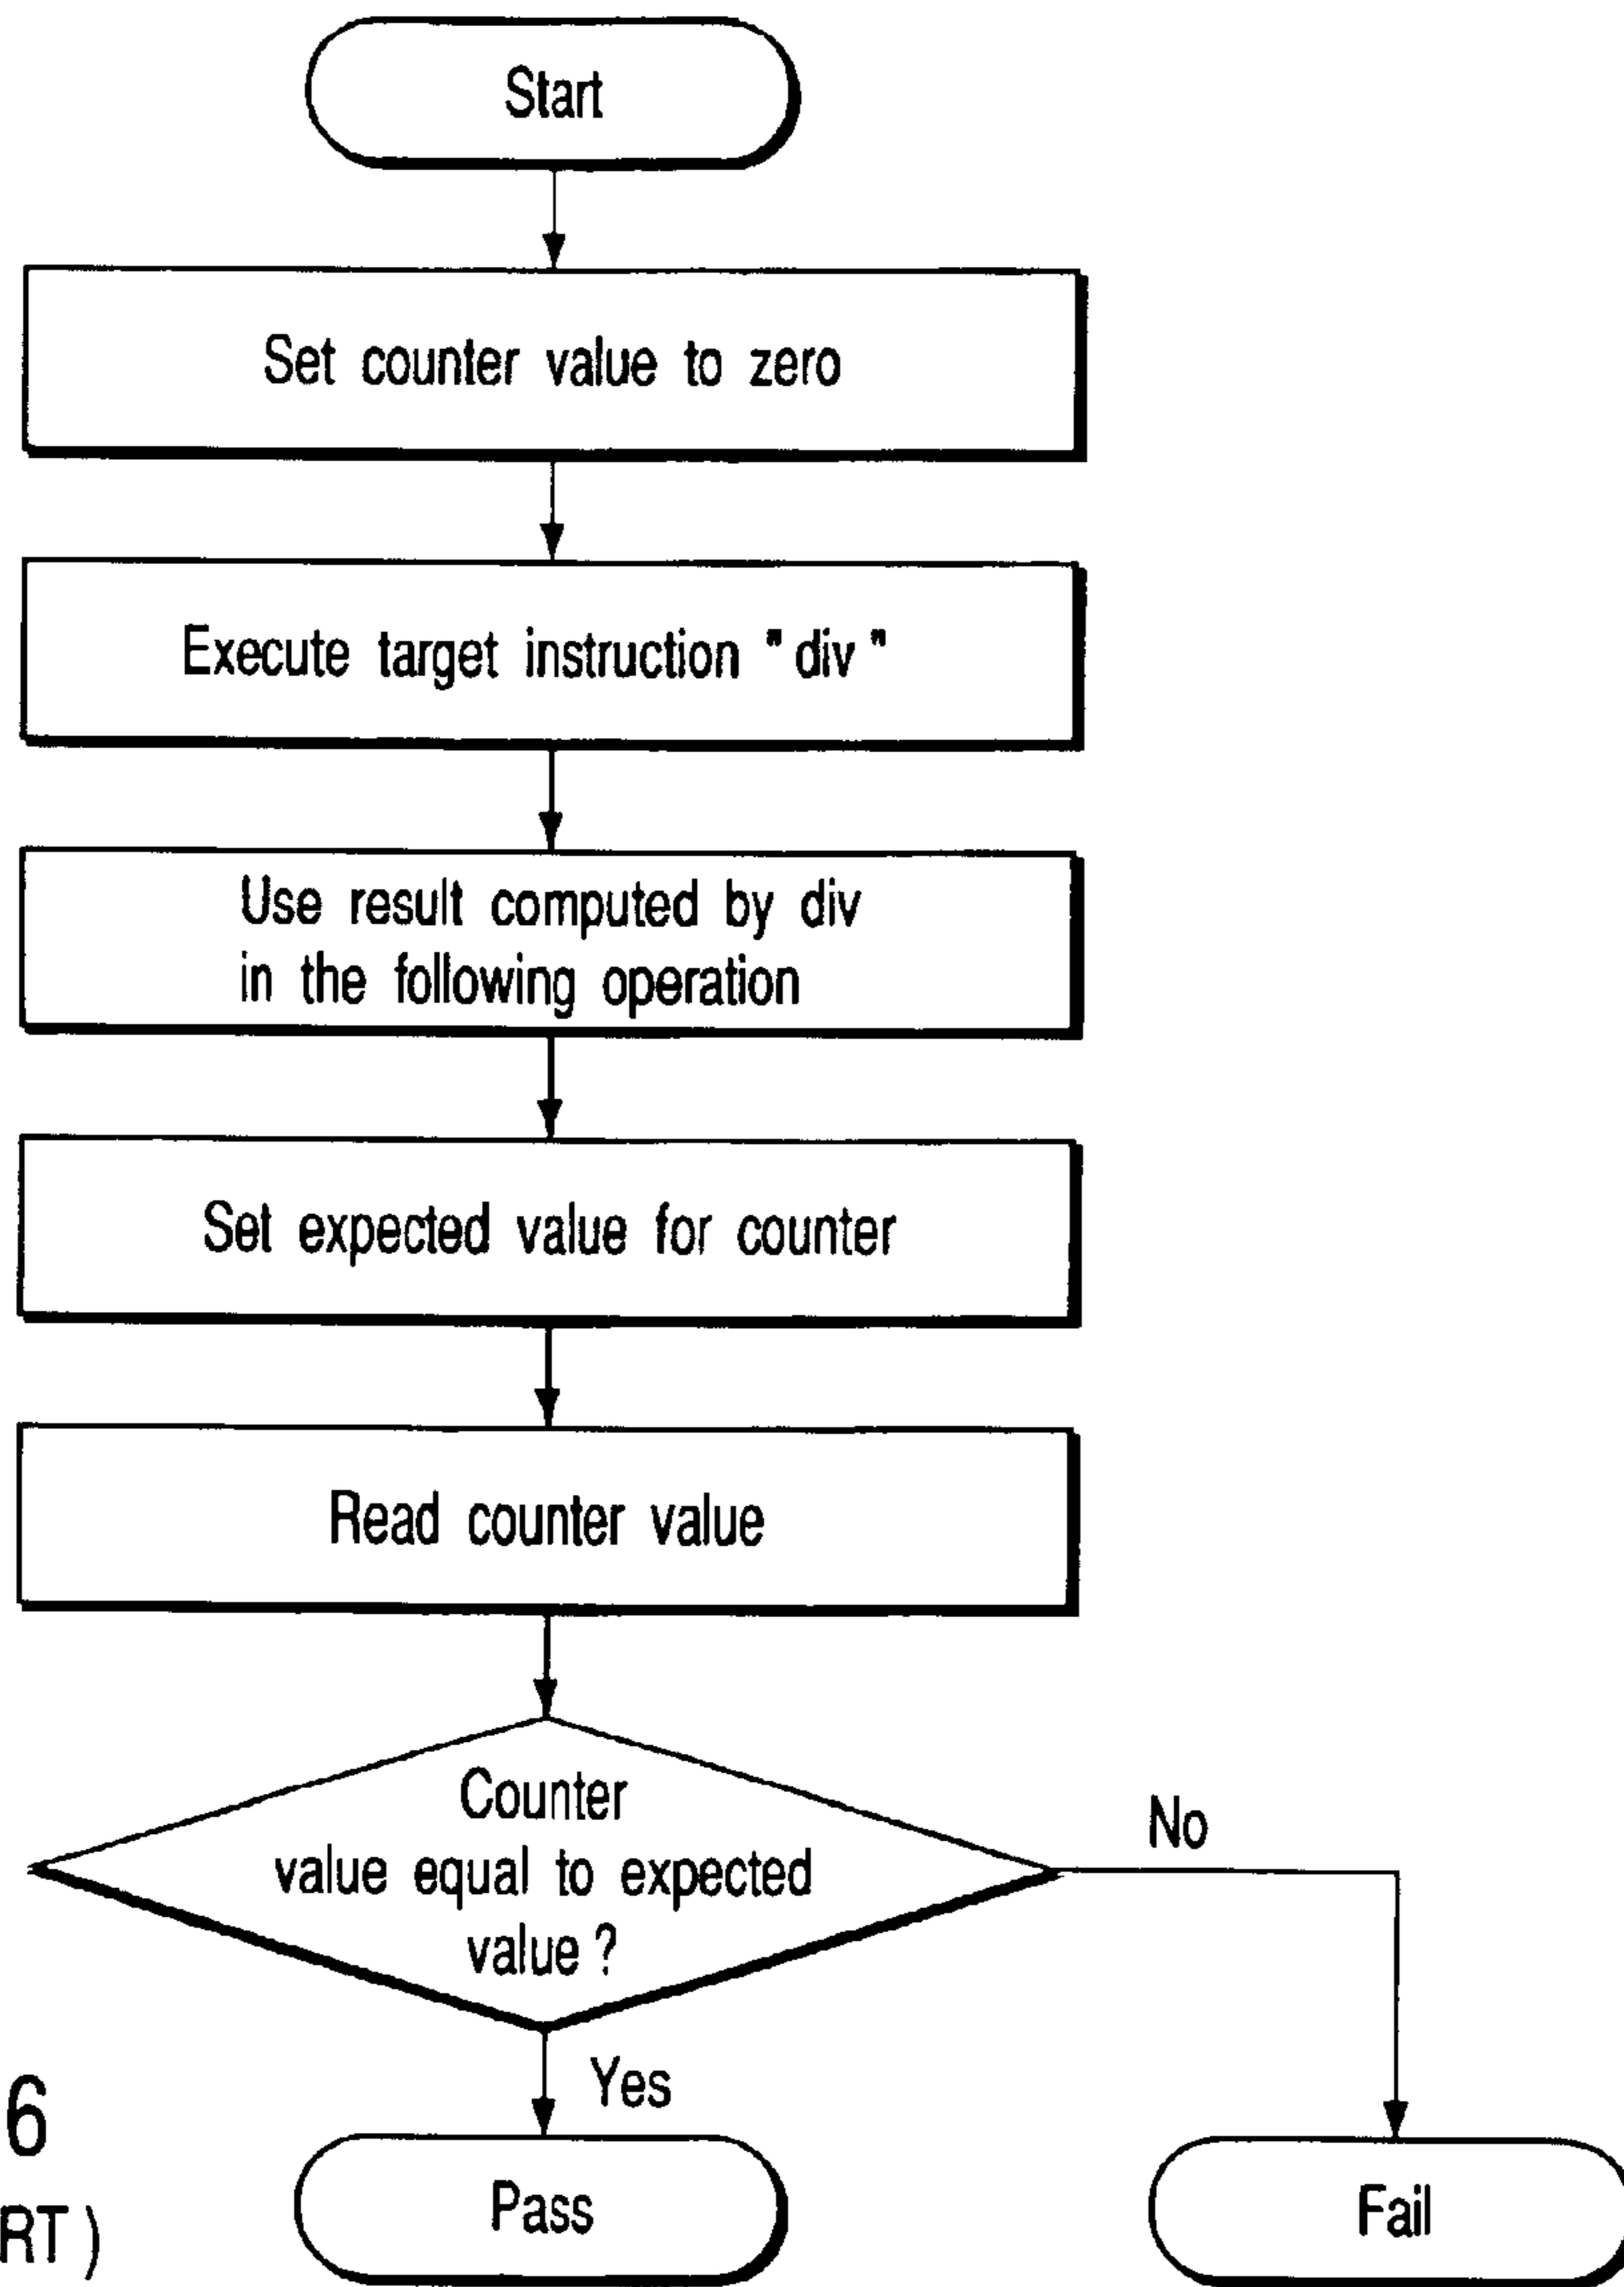 Start
Set counter value to zero
Execute target instruction "div"
Use result computed by div
in the following operation
Set expected value for counter
Read counter value
Counter
value equal to expected
value?
No
Yes
6
RT)
Pass
Fail